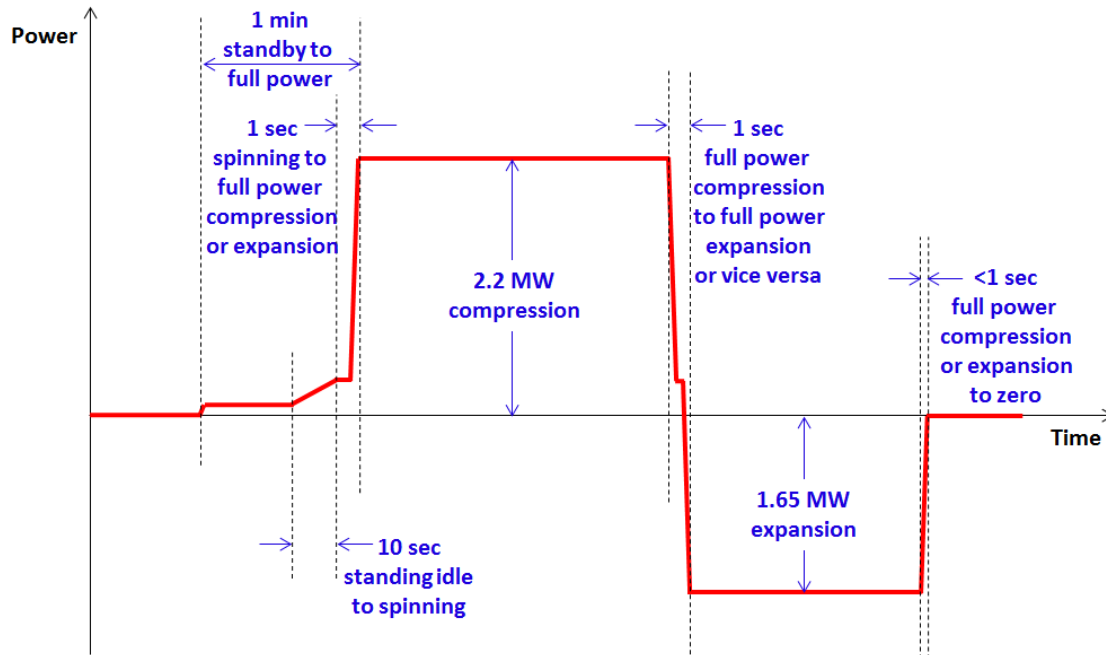 Power
1 min
standby to
full power
1 sec
spinning to
full power
compression
or expansion
2.2 MW
compression
1 sec
full power
compression
to full power
expansion
or vice versa
<1 sec
full power
compression
or expansion
to zero
Time
1.65 MW
expansion
10 sec
standing idle
to spinning